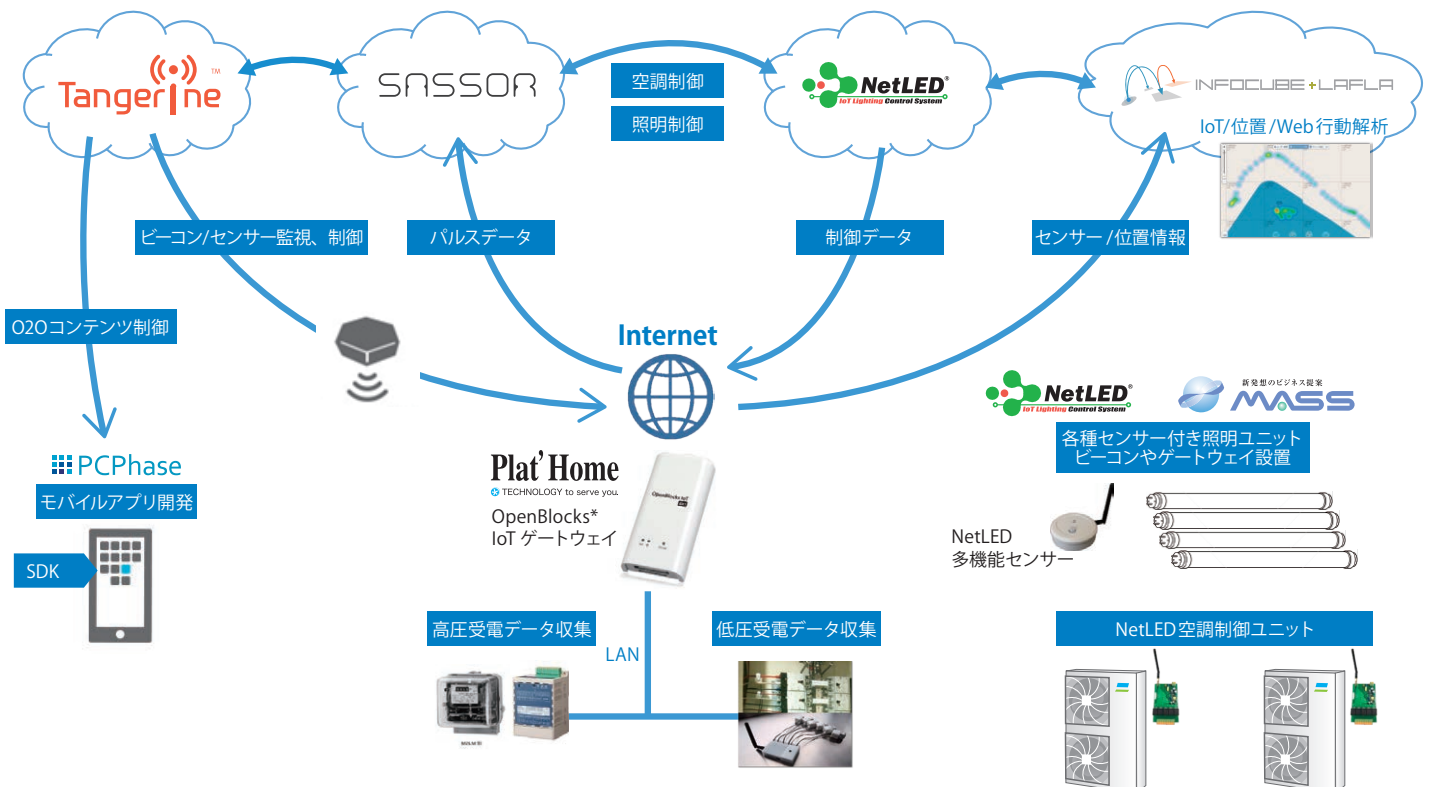 Tangerine
TM
SASSOR
空調制御
照明制御
NetLED®
IoT Lighting Control System
INFOCUBE+LAFLA
IoT/位置/Web行動解析
ビーコン/センサー監視、制御
パルスデータ
制御データ
センサー/位置情報
O2Oコンテンツ制御
Internet
PCPhase
モバイルアプリ開発
SDK
Plat'Home
TECHNOLOGY to serve you.
OpenBlocks*
IoT ゲートウェイ
OpenBlocks IoT
NetLED®
IoT Lighting Control System
新発想のビジネス提案
MASS
各種センサー付き照明ユニット
ビーコンやゲートウェイ設置
NetLED
多機能センサー
高圧受電データ収集
LAN
低圧受電データ収集
NetLED空調制御ユニット